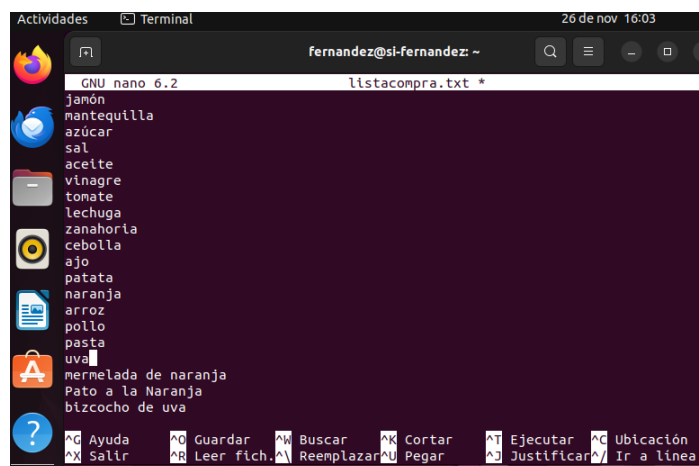 Actividades Terminal 26 de nov 16:03
fernandez@si-fernandez: ~
GNU nano 6.2 listacompra.txt *
jamón
mantequilla
azúcar
sal
aceite
vinagre
tomate
lechuga
zanahoria
cebolla
ajo
patata
naranja
arroz
pollo
pasta
uva
mermelada de naranja
Pato a la Naranja
bizcocho de uva
^G Ayuda ^O Guardar ^W Buscar ^K Cortar ^T Ejecutar ^C Ubicación
^X Salir ^R Leer fich. ^\ Reemplazar ^U Pegar ^J Justificar ^/ Ir a línea